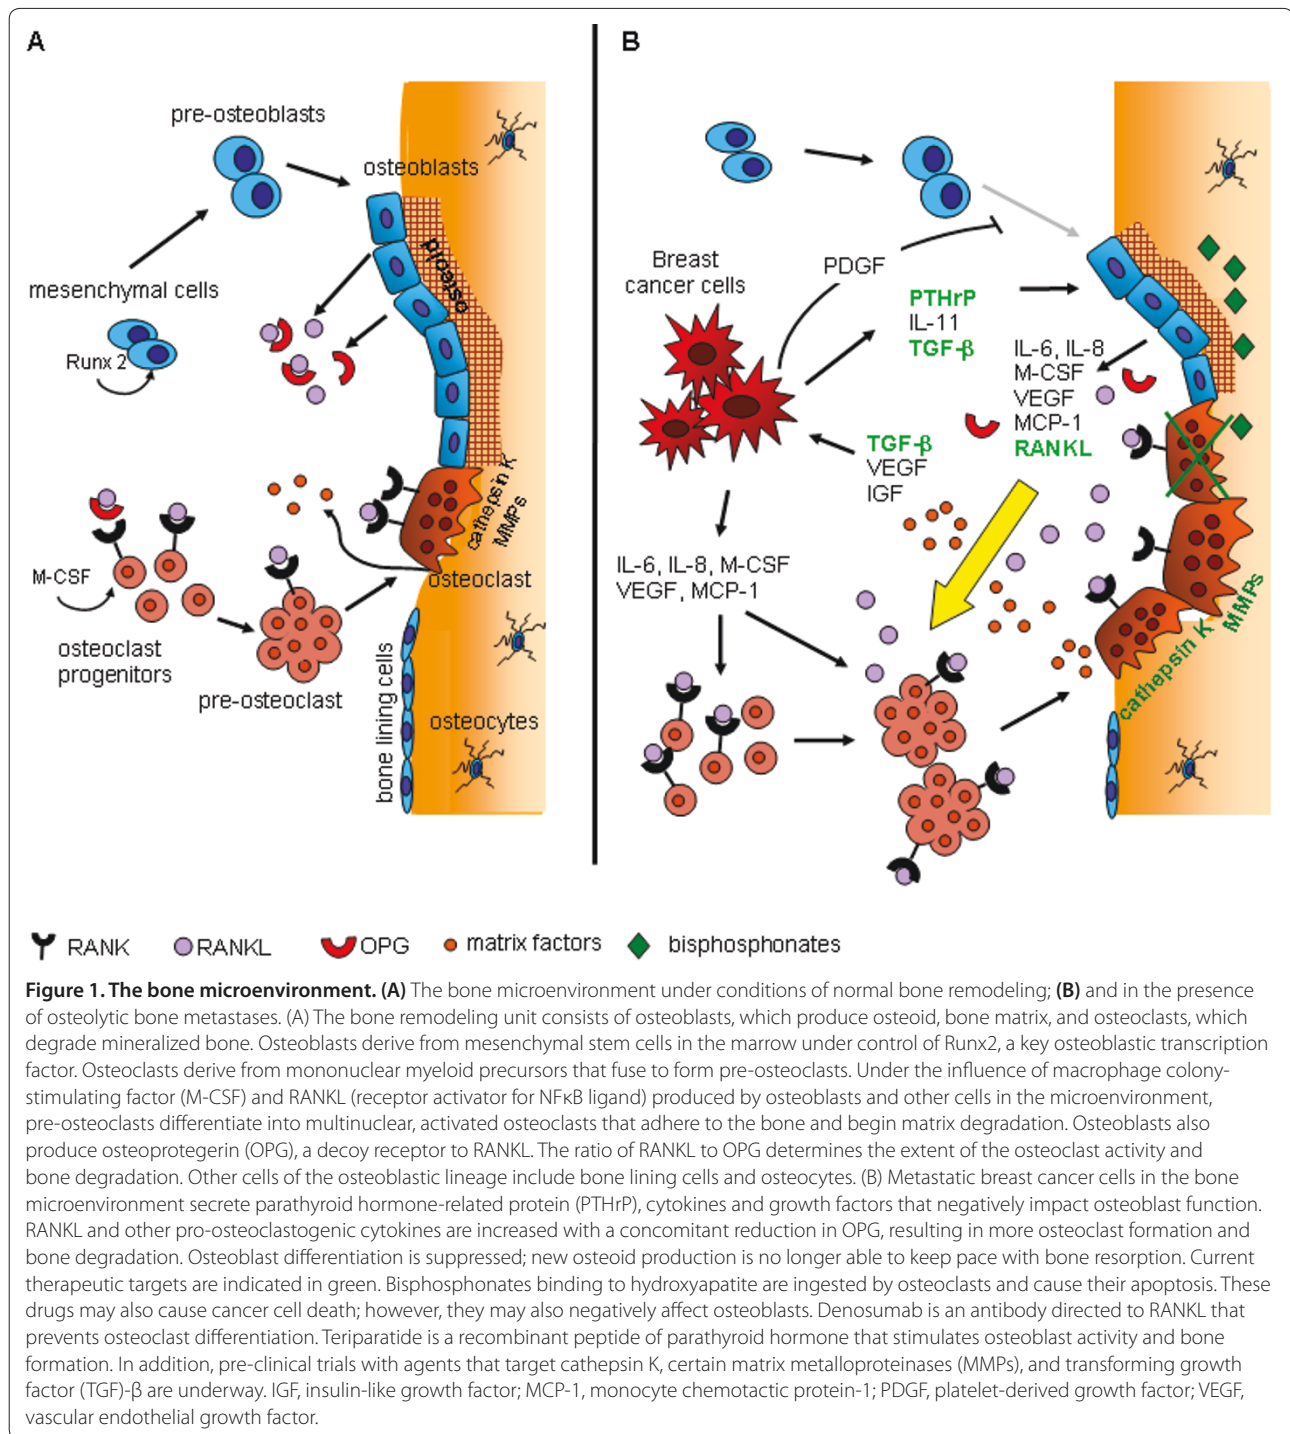 A
pre-osteoblasts
osteoblasts
osteoid
mesenchymal cells
Runx 2
cathepsin K
MMPs
M-CSF
osteoclast
osteoclast
progenitors
pre-osteoclast
bone lining cells
osteocytes
B
PDGF
Breast
cancer cells
PTHrP
IL-11
TGF-β
IL-6, IL-8
M-CSF
VEGF
MCP-1
RANKL
TGF-β
VEGF
IGF
IL-6, IL-8, M-CSF
VEGF, MCP-1
cathepsin K
MMPs
RANK
RANKL
OPG
matrix factors
bisphosphonates
Figure 1. The bone microenvironment. (A) The bone microenvironment under conditions of normal bone remodeling; (B) and in the presence
of osteolytic bone metastases. (A) The bone remodeling unit consists of osteoblasts, which produce osteoid, bone matrix, and osteoclasts, which
degrade mineralized bone. Osteoblasts derive from mesenchymal stem cells in the marrow under control of Runx2, a key osteoblastic transcription
factor. Osteoclasts derive from mononuclear myeloid precursors that fuse to form pre-osteoclasts. Under the influence of macrophage colony-
stimulating factor (M-CSF) and RANKL (receptor activator for NFκB ligand) produced by osteoblasts and other cells in the microenvironment,
pre-osteoclasts differentiate into multinuclear, activated osteoclasts that adhere to the bone and begin matrix degradation. Osteoblasts also
produce osteoprotegerin (OPG), a decoy receptor to RANKL. The ratio of RANKL to OPG determines the extent of the osteoclast activity and
bone degradation. Other cells of the osteoblastic lineage include bone lining cells and osteocytes. (B) Metastatic breast cancer cells in the bone
microenvironment secrete parathyroid hormone-related protein (PTHrP), cytokines and growth factors that negatively impact osteoblast function.
RANKL and other pro-osteoclastogenic cytokines are increased with a concomitant reduction in OPG, resulting in more osteoclast formation and
bone degradation. Osteoblast differentiation is suppressed; new osteoid production is no longer able to keep pace with bone resorption. Current
therapeutic targets are indicated in green. Bisphosphonates binding to hydroxyapatite are ingested by osteoclasts and cause their apoptosis. These
drugs may also cause cancer cell death; however, they may also negatively affect osteoblasts. Denosumab is an antibody directed to RANKL that
prevents osteoclast differentiation. Teriparatide is a recombinant peptide of parathyroid hormone that stimulates osteoblast activity and bone
formation. In addition, pre-clinical trials with agents that target cathepsin K, certain matrix metalloproteinases (MMPs), and transforming growth
factor (TGF)-β are underway. IGF, insulin-like growth factor; MCP-1, monocyte chemotactic protein-1; PDGF, platelet-derived growth factor; VEGF,
vascular endothelial growth factor.